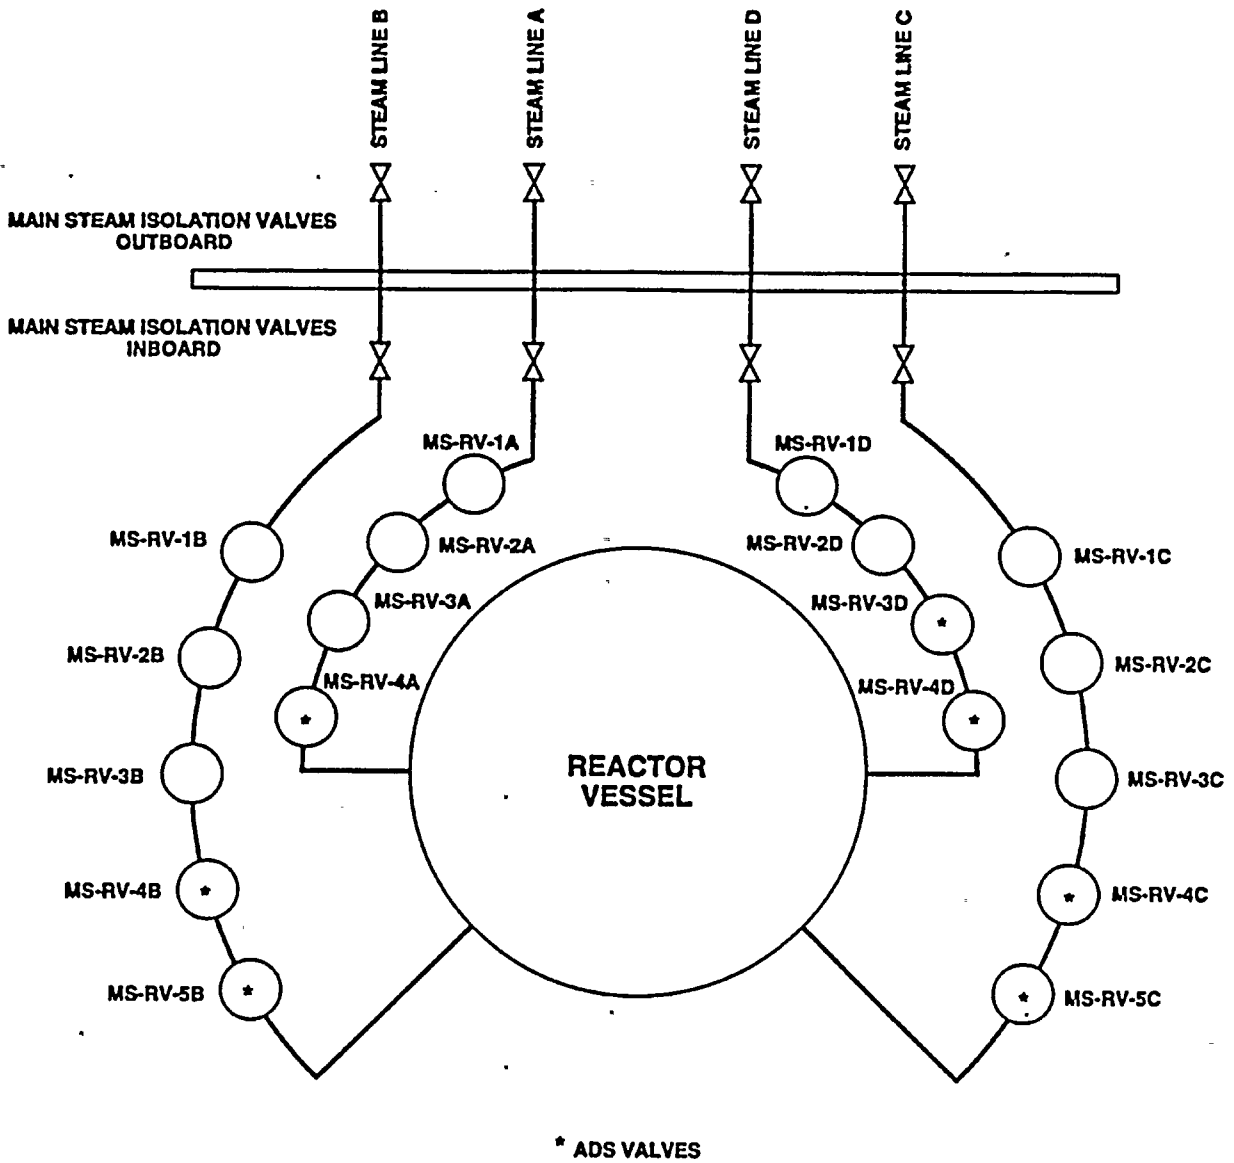 STEAM LINE B
STEAM LINE A
STEAM LINE D
STEAM LINE C
MAIN STEAM ISOLATION VALVES
OUTBOARD
MAIN STEAM ISOLATION VALVES
INBOARD
MS-RV-1A
MS-RV-1D
MS-RV-1B
MS-RV-2A
MS-RV-2D
MS-RV-1C
MS-RV-3A
MS-RV-3D
*
MS-RV-2B
MS-RV-2C
MS-RV-4A
MS-RV-4D
*
*
MS-RV-3B
REACTOR
VESSEL
MS-RV-3C
MS-RV-4B
*
*
MS-RV-4C
MS-RV-5B
*
*
MS-RV-5C
* ADS VALVES